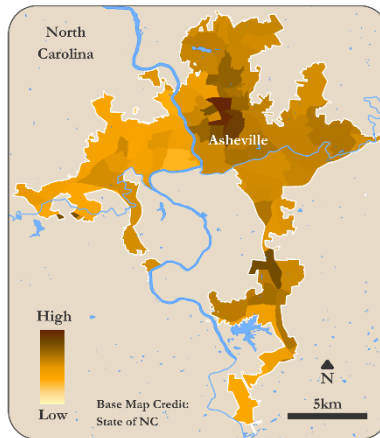 North
Carolina
Asheville
High
Low
Base Map Credit:
State of NC
N
5km